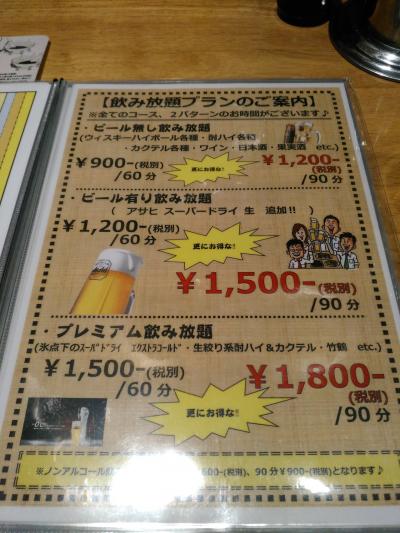 【飲み放題プランのご案内】
※全てのコース、２パターンのお時間がございます♪
・ビール無し飲み放題
(ウィスキーハイボール各種・酎ハイ各種
・カクテル各種・ワイン・日本酒・果実酒 etc.)
￥900-(税別)
/60分
更にお得な!!
￥1,200-
(税別)
/90分
・ビール有り飲み放題
( アサヒ スーパードライ 生 追加!! )
￥1,200-(税別)
/60分
更にお得な!!
￥1,500-(税別)
/90分
・プレミアム飲み放題
(氷点下のｽｰﾊﾟｰﾄﾞﾗｲ ｴｸｽﾄﾗｺｰﾙﾄﾞ・生絞り系酎ハイ＆カクテル・竹鶴 etc.)
￥1,500-(税別)
/60分
更にお得な!!
￥1,800-
(税別)
/90分
※ノンアルコール 600-(税別)、90分￥900-(税別)となります♪